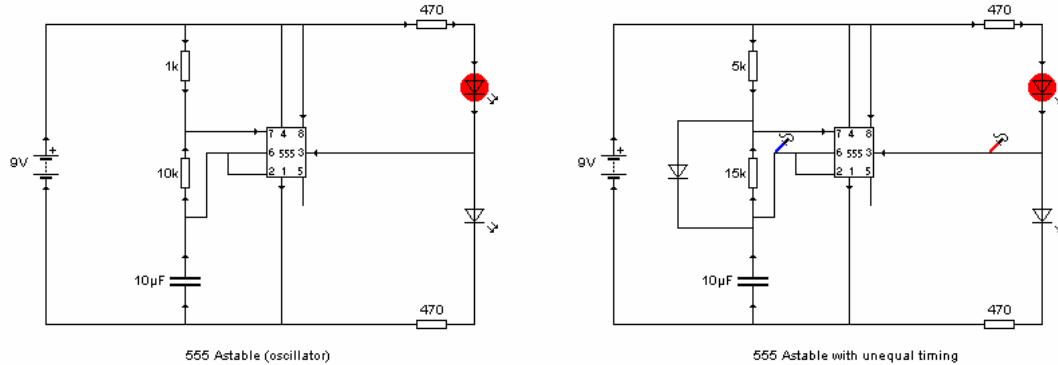 470
1k
7 4 8
6 555 3
2 1 5
9V
10k
10µF
470
555 Astable (oscillator)
470
5k
7 4 8
6 555 3
2 1 5
9V
15k
10µF
470
555 Astable with unequal timing